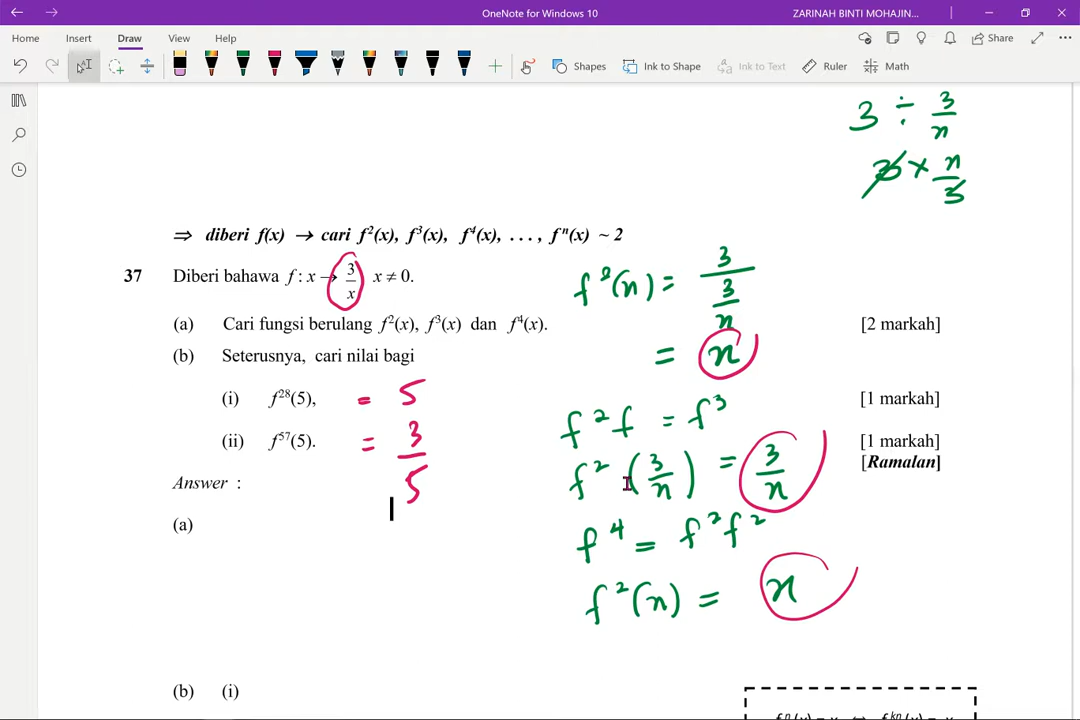 OneNote for Windows 10
ZARINAH BINTI MOHAJIN...
Home Insert Draw View Help
Share
Shapes Ink to Shape Ink to Text Ruler Math
3 ÷ 3/n
3 × n/3
⇒ diberi f(x) → cari f²(x), f³(x), f⁴(x), . . . , fⁿ(x) ~ 2
37 Diberi bahawa f : x → 3/x x ≠ 0.
f²(n) = 3/(3/n)
(a) Cari fungsi berulang f²(x), f³(x) dan f⁴(x). [2 markah]
= n
(b) Seterusnya, cari nilai bagi
(i) f²⁸(5), = 5 [1 markah]
f²f = f³
(ii) f⁵⁷(5). = 3/5 [1 markah]
[Ramalan]
f²(3/n) = 3/n
Answer :
(a)
f⁴ = f²f²
f²(n) = n
(b) (i)